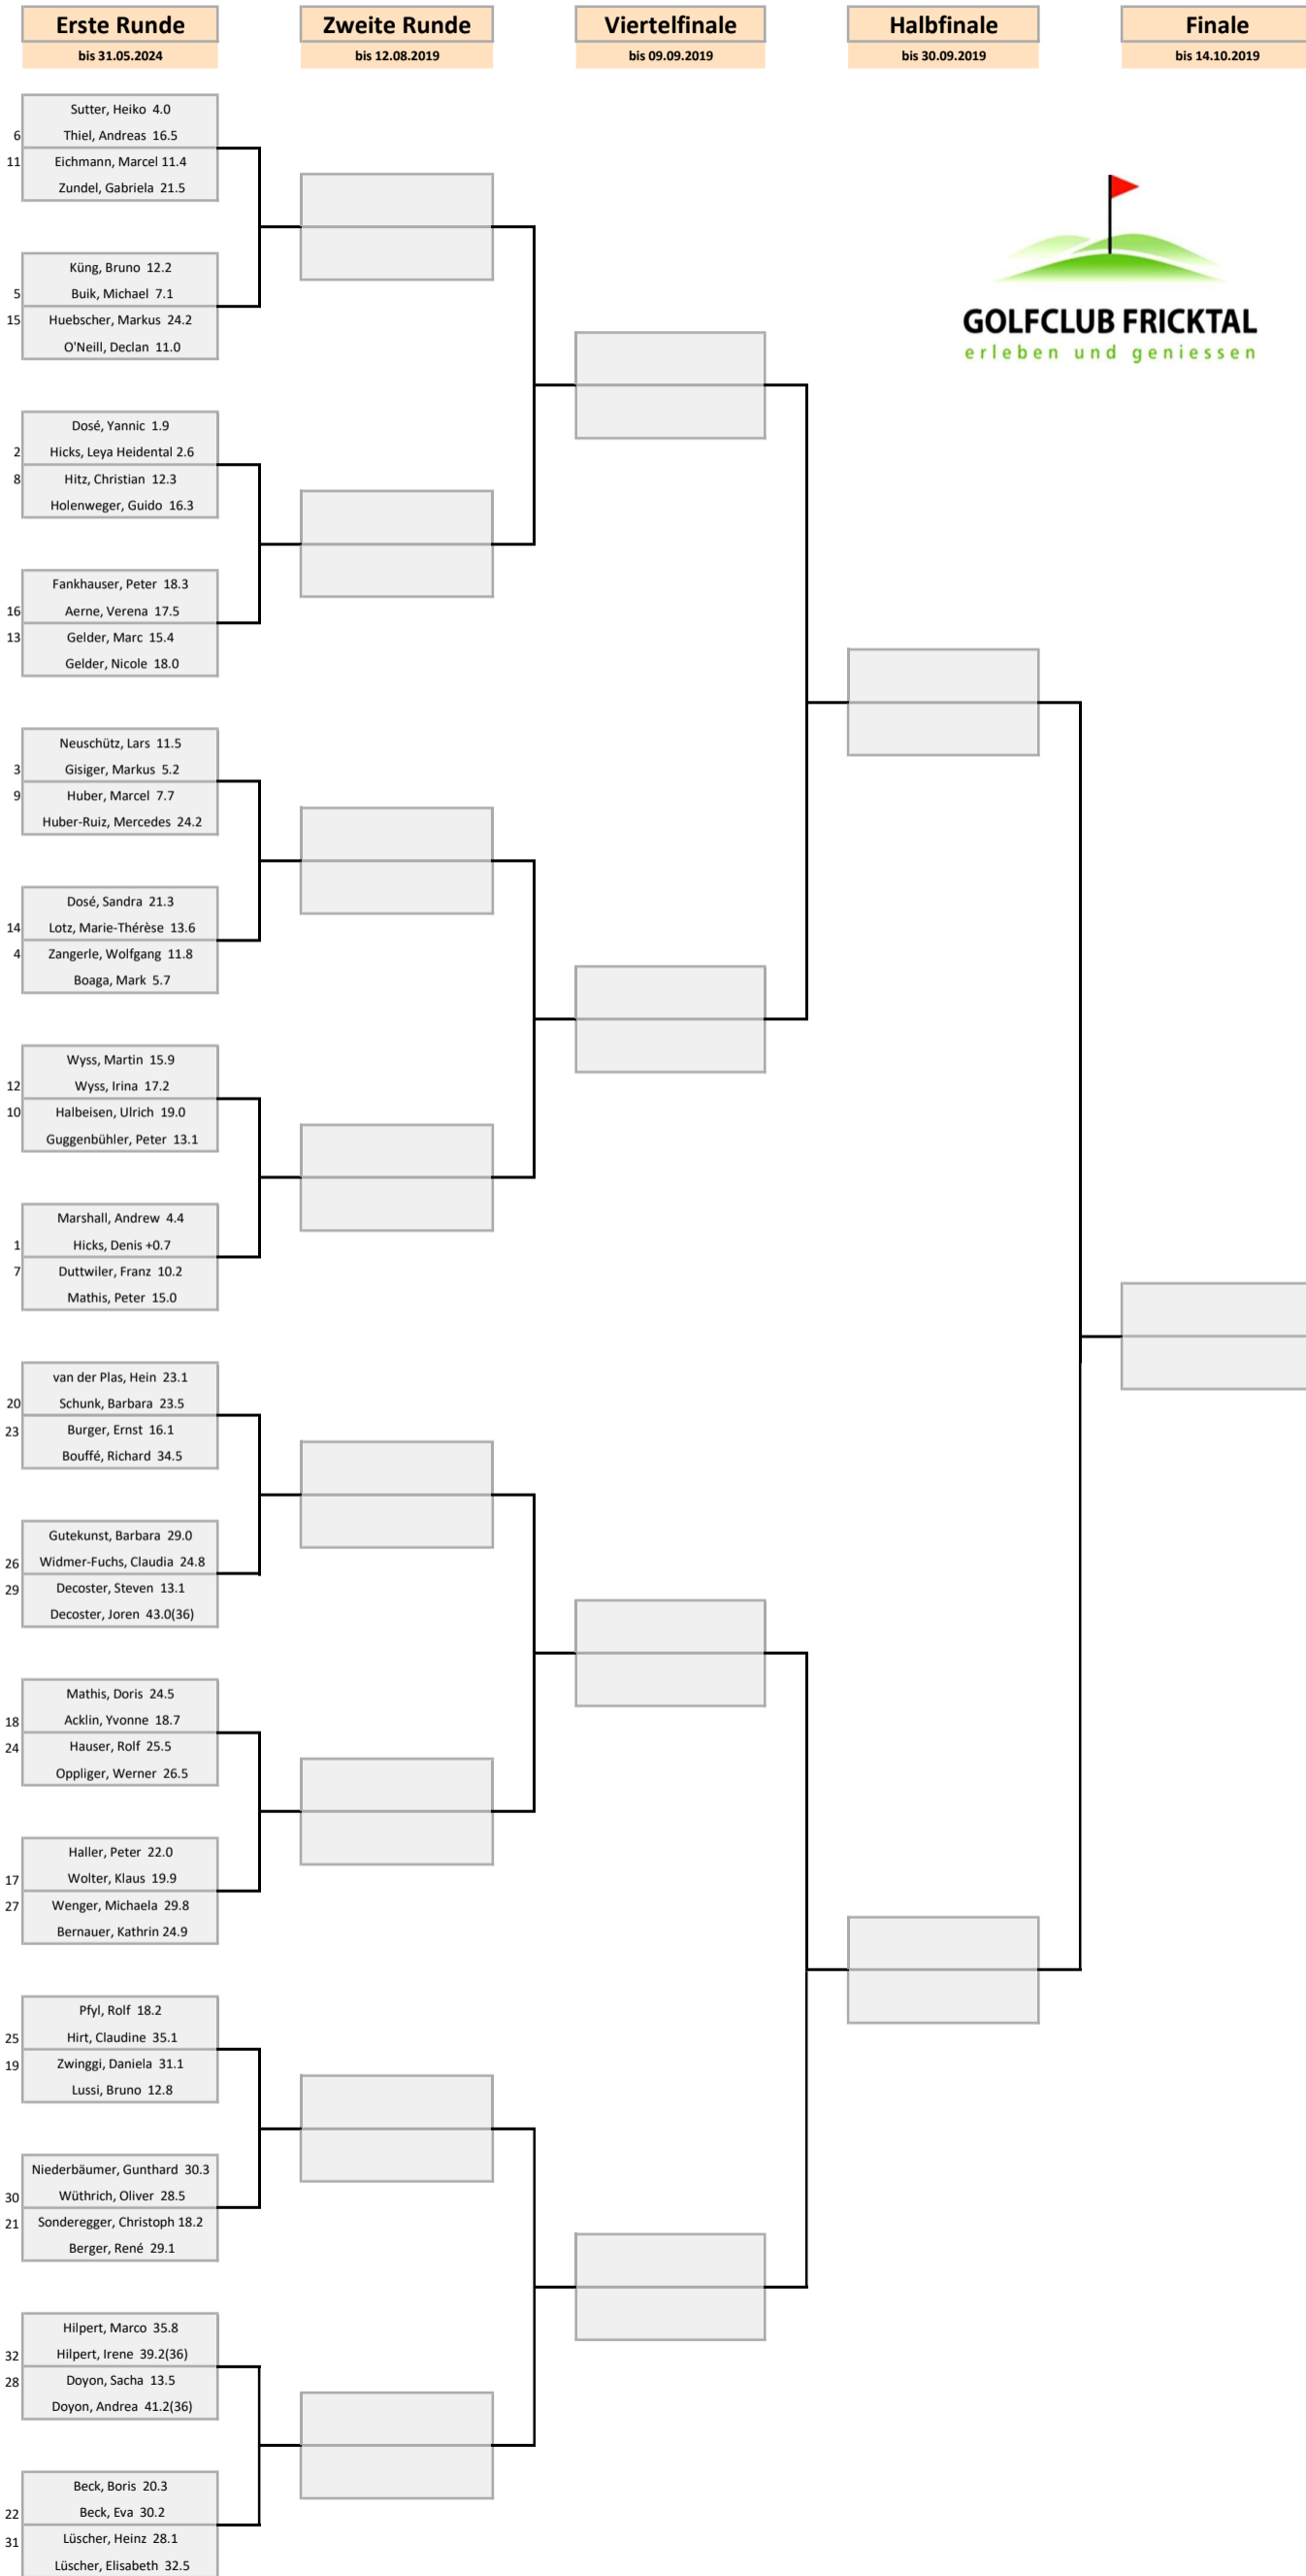 Erste Runde
Zweite Runde
Viertelfinale
Halbfinale
Finale
bis 31.05.2024
bis 12.08.2019
bis 09.09.2019
bis 30.09.2019
bis 14.10.2019
GOLFCLUB FRICKTAL
erleben und geniessen
Sutter, Heiko 4.0
6 Thiel, Andreas 16.5
11 Eichmann, Marcel 11.4
Zundel, Gabriela 21.5
Küng, Bruno 12.2
5 Buik, Michael 7.1
15 Huebscher, Markus 24.2
O'Neill, Declan 11.0
Dosé, Yannic 1.9
2 Hicks, Leya Heidental 2.6
8 Hitz, Christian 12.3
Holenweger, Guido 16.3
Fankhauser, Peter 18.3
16 Aerne, Verena 17.5
13 Gelder, Marc 15.4
Gelder, Nicole 18.0
Neuschütz, Lars 11.5
3 Gisiger, Markus 5.2
9 Huber, Marcel 7.7
Huber-Ruiz, Mercedes 24.2
Dosé, Sandra 21.3
14 Lotz, Marie-Thérèse 13.6
4 Zangerle, Wolfgang 11.8
Boaga, Mark 5.7
Wyss, Martin 15.9
12 Wyss, Irina 17.2
10 Halbeisen, Ulrich 19.0
Guggenbühler, Peter 13.1
Marshall, Andrew 4.4
1 Hicks, Denis +0.7
7 Duttwiler, Franz 10.2
Mathis, Peter 15.0
van der Plas, Hein 23.1
20 Schunk, Barbara 23.5
23 Burger, Ernst 16.1
Bouffé, Richard 34.5
Gutekunst, Barbara 29.0
26 Widmer-Fuchs, Claudia 24.8
29 Decoster, Steven 13.1
Decoster, Joren 43.0(36)
Mathis, Doris 24.5
18 Acklin, Yvonne 18.7
24 Hauser, Rolf 25.5
Oppliger, Werner 26.5
Haller, Peter 22.0
17 Wolter, Klaus 19.9
27 Wenger, Michaela 29.8
Bernauer, Kathrin 24.9
Pfyl, Rolf 18.2
25 Hirt, Claudine 35.1
19 Zwinggi, Daniela 31.1
Lussi, Bruno 12.8
Niederbäumer, Gunthard 30.3
30 Wüthrich, Oliver 28.5
21 Sonderegger, Christoph 18.2
Berger, René 29.1
Hilpert, Marco 35.8
32 Hilpert, Irene 39.2(36)
28 Doyon, Sacha 13.5
Doyon, Andrea 41.2(36)
Beck, Boris 20.3
22 Beck, Eva 30.2
31 Lüscher, Heinz 28.1
Lüscher, Elisabeth 32.5